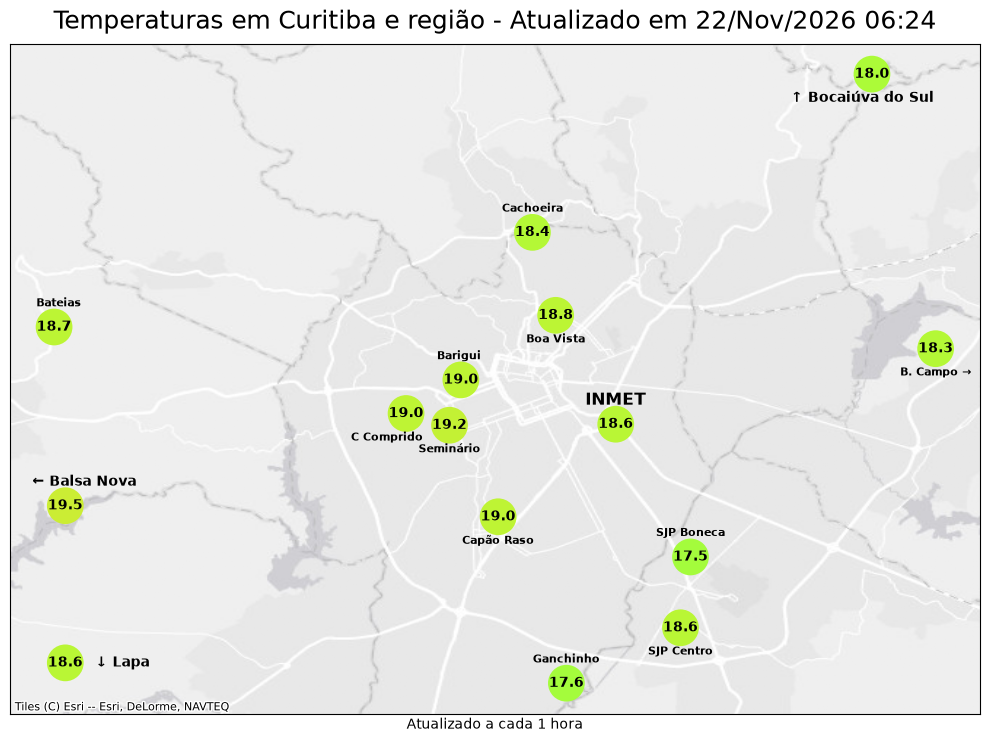 Temperaturas em Curitiba e região - Atualizado em 22/Nov/2026 06:24
18.0
↑ Bocaiúva do Sul
Cachoeira
18.4
Bateias
18.7
18.8
Boa Vista
18.3
B. Campo →
Barigui
19.0
19.0
C Comprido
19.2
Seminário
INMET
18.6
← Balsa Nova
19.5
19.0
Capão Raso
SJP Boneca
17.5
18.6
SJP Centro
18.6 ↓ Lapa
Ganchinho
17.6
Tiles (C) Esri -- Esri, DeLorme, NAVTEQ
Atualizado a cada 1 hora